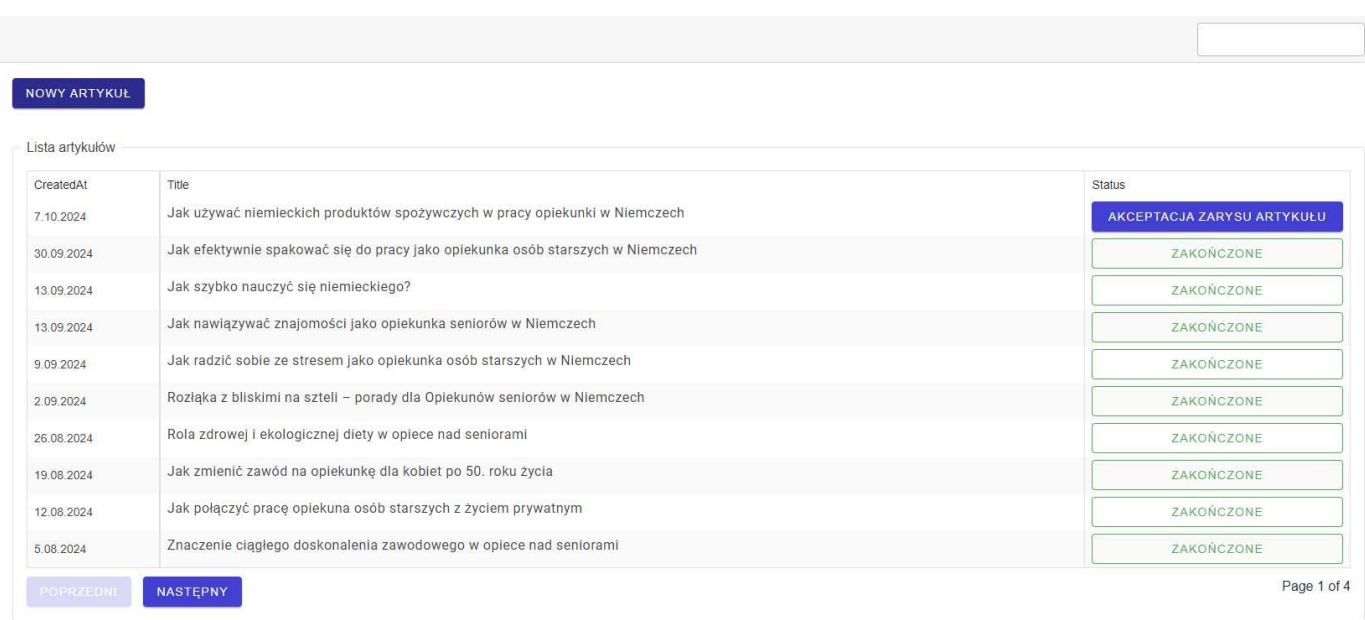 NOWY ARTYKUŁ
Lista artykułów
CreatedAt Title Status
7.10.2024 Jak używać niemieckich produktów spożywczych w pracy opiekunki w Niemczech AKCEPTACJA ZARYSU ARTYKUŁU
30.09.2024 Jak efektywnie spakować się do pracy jako opiekunka osób starszych w Niemczech ZAKOŃCZONE
13.09.2024 Jak szybko nauczyć się niemieckiego? ZAKOŃCZONE
13.09.2024 Jak nawiązywać znajomości jako opiekunka seniorów w Niemczech ZAKOŃCZONE
9.09.2024 Jak radzić sobie ze stresem jako opiekunka osób starszych w Niemczech ZAKOŃCZONE
2.09.2024 Rozłąka z bliskimi na szteli – porady dla Opiekunów seniorów w Niemczech ZAKOŃCZONE
26.08.2024 Rola zdrowej i ekologicznej diety w opiece nad seniorami ZAKOŃCZONE
19.08.2024 Jak zmienić zawód na opiekunkę dla kobiet po 50. roku życia ZAKOŃCZONE
12.08.2024 Jak połączyć pracę opiekuna osób starszych z życiem prywatnym ZAKOŃCZONE
5.08.2024 Znaczenie ciągłego doskonalenia zawodowego w opiece nad seniorami ZAKOŃCZONE
POPRZEDNI NASTĘPNY Page 1 of 4